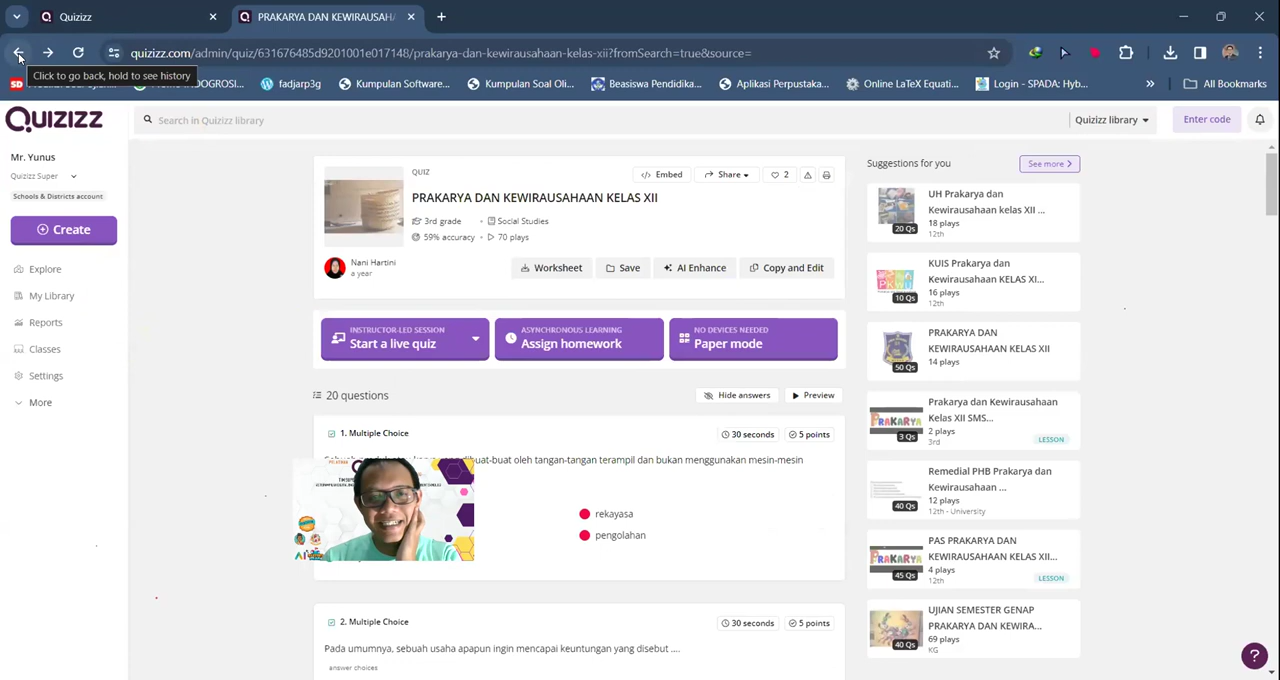 Quizizz
PRAKARYA DAN KEWIRAUSAH
quizizz.com/admin/quiz/631676485d9201001e017148/prakarya-dan-kewirausahaan-kelas-xii?fromSearch=true&source=
Click to go back, hold to see history
fadjarp3g
Kumpulan Software...
Kumpulan Soal Oli...
Beasiswa Pendidika...
Aplikasi Perpustaka...
Online LaTeX Equati...
Login - SPADA: Hyb...
All Bookmarks
QUIZIZZ
Search in Quizizz library
Quizizz library
Enter code
Mr. Yunus
Quizizz Super
Schools & Districts account
Create
Explore
My Library
Reports
Classes
Settings
More
QUIZ
Embed
Share
2
PRAKARYA DAN KEWIRAUSAHAAN KELAS XII
3rd grade
Social Studies
59% accuracy
70 plays
Nani Hartini
a year
Worksheet
Save
AI Enhance
Copy and Edit
INSTRUCTOR-LED SESSION
Start a live quiz
ASYNCHRONOUS LEARNING
Assign homework
NO DEVICES NEEDED
Paper mode
20 questions
Hide answers
Preview
1. Multiple Choice
30 seconds
5 points
dibuat-buat oleh tangan-tangan terampil dan bukan menggunakan mesin-mesin
rekayasa
pengolahan
2. Multiple Choice
30 seconds
5 points
Pada umumnya, sebuah usaha apapun ingin mencapai keuntungan yang disebut ....
answer choices
Suggestions for you
See more
UH Prakarya dan
Kewirausahaan kelas XII ...
18 plays
12th
20 Qs
KUIS Prakarya dan
Kewirausahaan KELAS XI...
16 plays
12th
10 Qs
PRAKARYA DAN
KEWIRAUSAHAAN KELAS XII
14 plays
50 Qs
Prakarya dan Kewirausahaan
Kelas XII SMS...
2 plays
3rd
LESSON
PRAKARYA
3 Qs
Remedial PHB Prakarya dan
Kewirausahaan ...
12 plays
12th - University
40 Qs
PAS PRAKARYA DAN
KEWIRAUSAHAAN KELAS XII...
4 plays
12th
LESSON
PRAKARYA
45 Qs
UJIAN SEMESTER GENAP
PRAKARYA DAN KEWIRA...
69 plays
KG
40 Qs